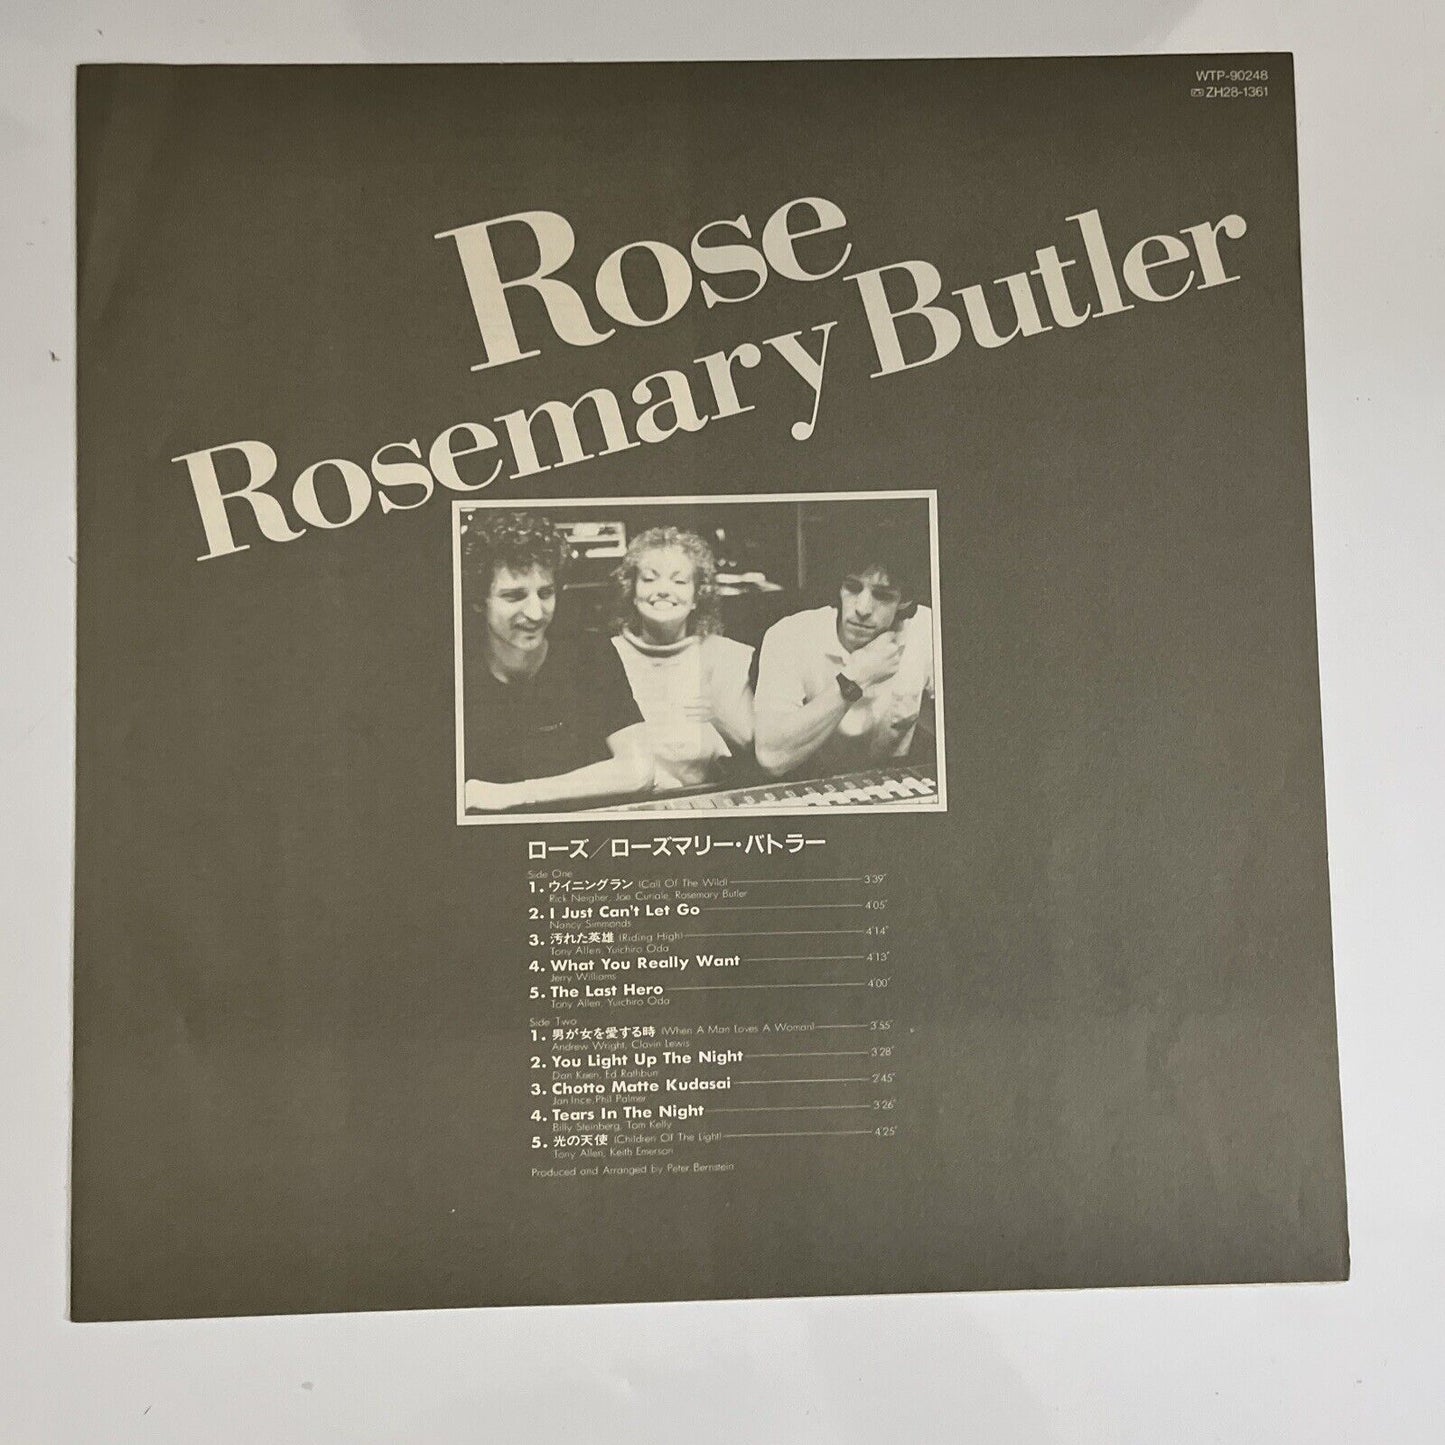 WTP-90248
ZH28-1361
Rose
Rosemary Butler
ローズ／ローズマリー・バトラー
Side One
1. ウイニングラン (Call Of The Wild) 3'39"
Rick Neigher, Joe Curiale, Rosemary Butler
2. I Just Can't Let Go 4'05"
Nancy Simmonds
3. 汚れた英雄 (Riding High) 4'14"
Tony Allen, Yuichiro Oda
4. What You Really Want 4'13"
Jerry Williams
5. The Last Hero 4'00"
Tony Allen, Yuichiro Oda
Side Two
1. 男が女を愛する時 (When A Man Loves A Woman) 3'55"
Andrew Wright, Clavin Lewis
2. You Light Up The Night 3'28"
Dan Keen, Ed Rathbun
3. Chotto Matte Kudasai 2'45"
Jan Ince, Phil Palmer
4. Tears In The Night 3'26"
Billy Steinberg, Tom Kelly
5. 光の天使 (Children Of The Light) 4'25"
Tony Allen, Keith Emerson
Produced and Arranged by Peter Bernstein